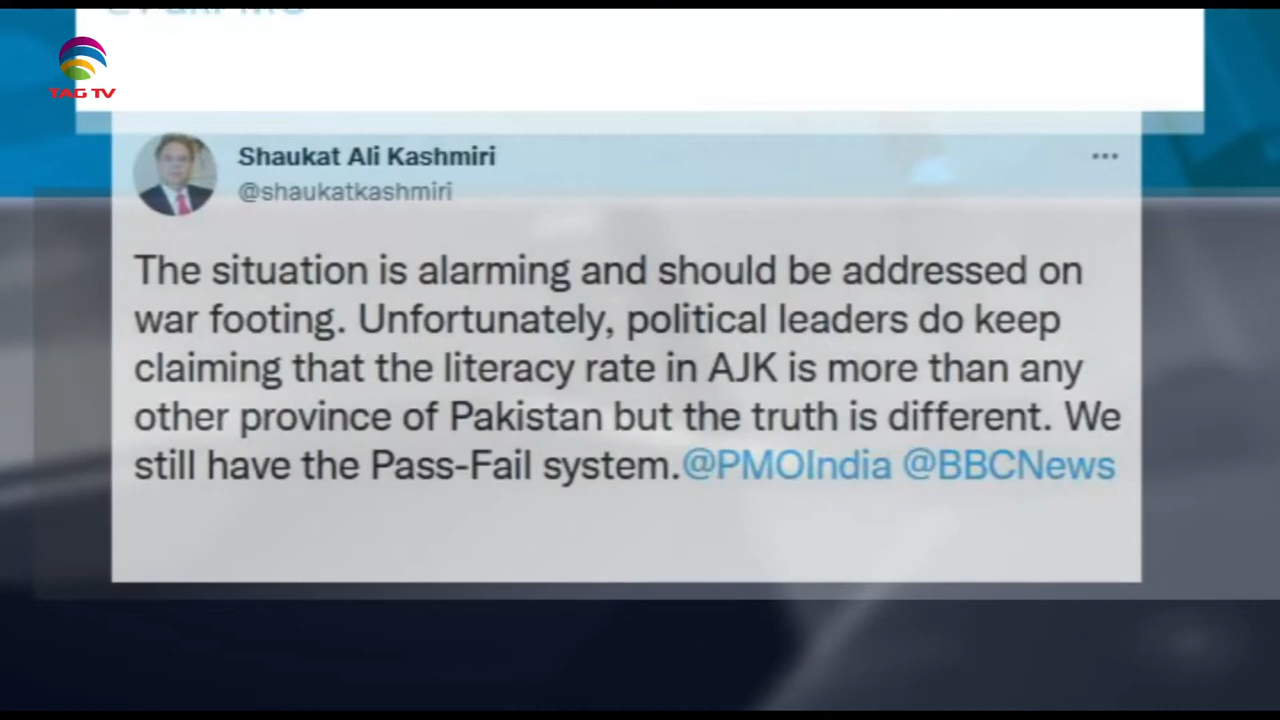 TAG TV
Shaukat Ali Kashmiri
@shaukatkashmiri
The situation is alarming and should be addressed on
war footing. Unfortunately, political leaders do keep
claiming that the literacy rate in AJK is more than any
other province of Pakistan but the truth is different. We
still have the Pass-Fail system.@PMOIndia @BBCNews